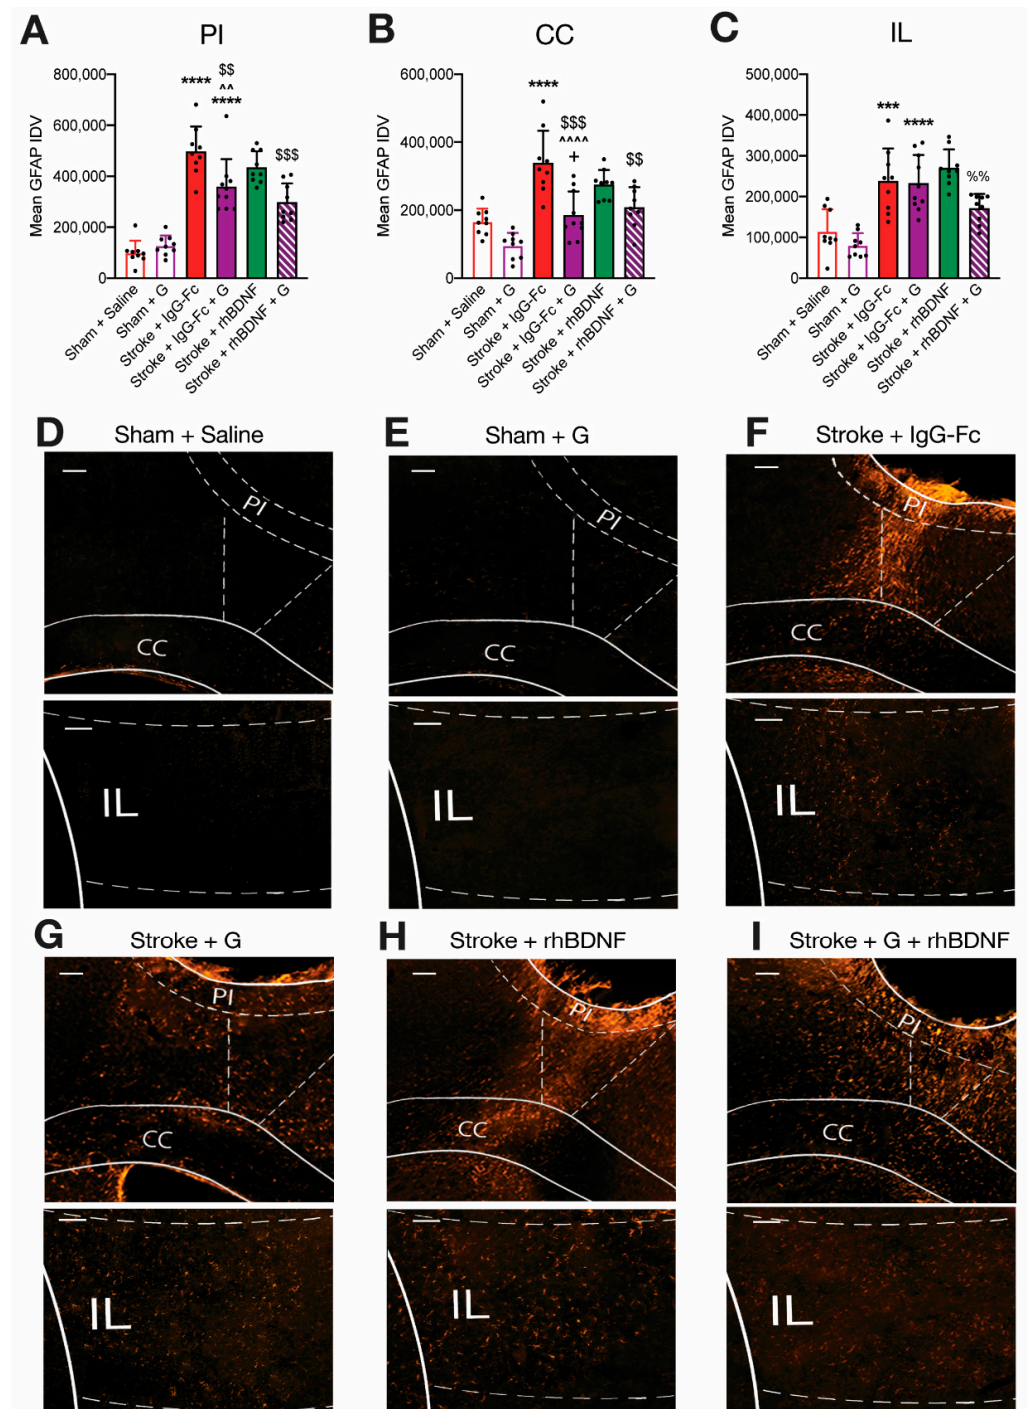 A PI
B CC
C IL
Mean GFAP IDV
800,000
600,000
400,000
200,000
0
****
$$
^^
****
$$$
Sham + Saline
Sham + G
Stroke + IgG-Fc
Stroke + IgG-Fc + G
Stroke + rhBDNF
Stroke + rhBDNF + G
Mean GFAP IDV
600,000
400,000
200,000
0
****
$$$
^^^^
+
$$
Sham + Saline
Sham + G
Stroke + IgG-Fc
Stroke + IgG-Fc + G
Stroke + rhBDNF
Stroke + rhBDNF + G
Mean GFAP IDV
500,000
400,000
300,000
200,000
100,000
0
***
****
%%
Sham + Saline
Sham + G
Stroke + IgG-Fc
Stroke + IgG-Fc + G
Stroke + rhBDNF
Stroke + rhBDNF + G
D Sham + Saline
PI
CC
IL
E Sham + G
PI
CC
IL
F Stroke + IgG-Fc
PI
CC
IL
G Stroke + G
PI
CC
IL
H Stroke + rhBDNF
PI
CC
IL
I Stroke + G + rhBDNF
PI
CC
IL